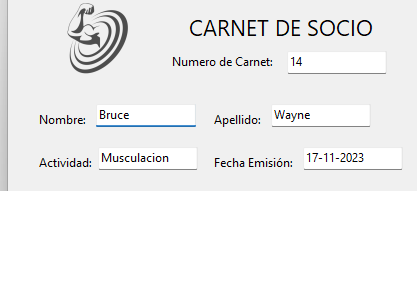 CARNET DE SOCIO
Numero de Carnet: 14
Nombre: Bruce Apellido: Wayne
Actividad: Musculacion Fecha Emisión: 17-11-2023